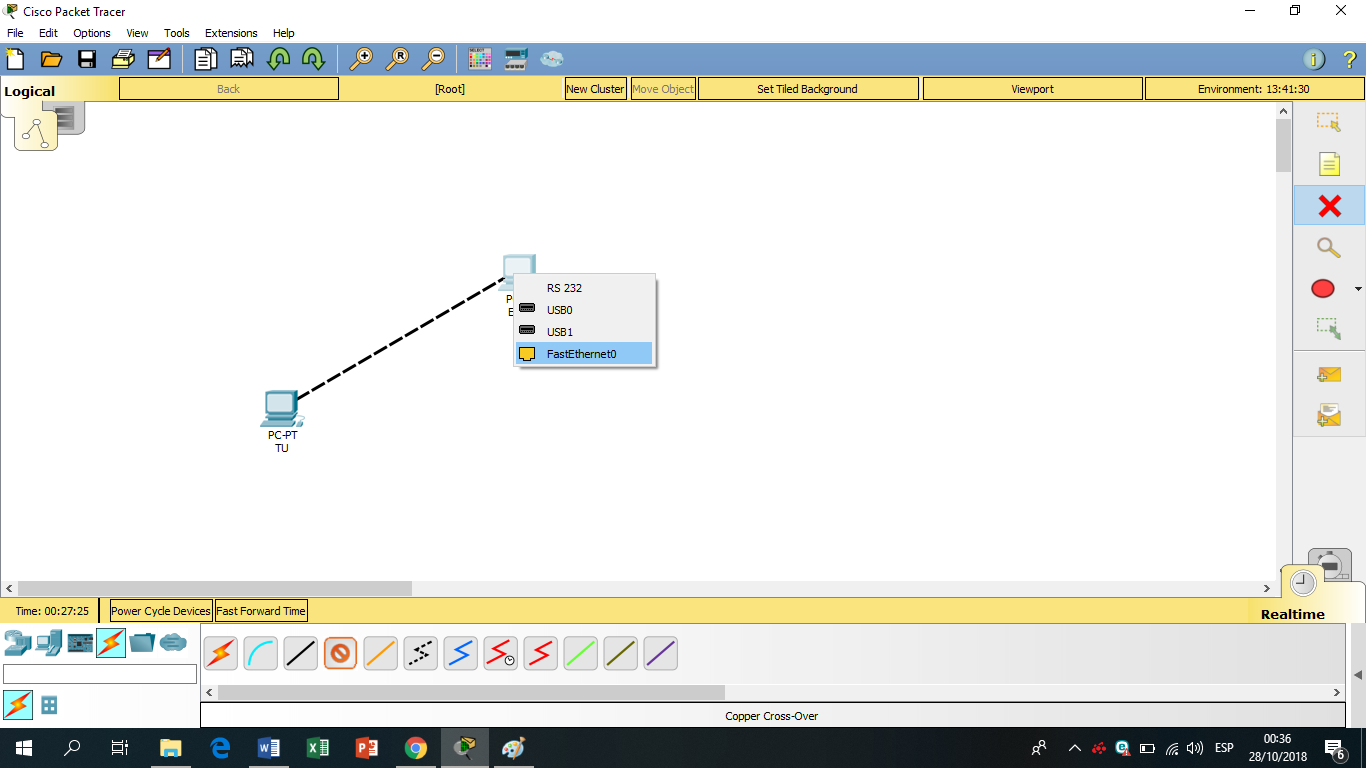 Cisco Packet Tracer
File Edit Options View Tools Extensions Help
SELECT
Logical Back [Root] New Cluster Move Object Set Tiled Background Viewport Environment: 13:41:30
RS 232
USB0
USB1
FastEthernet0
PC-PT
TU
Time: 00:27:25 Power Cycle Devices Fast Forward Time Realtime
Copper Cross-Over
ESP
00:36
28/10/2018
6